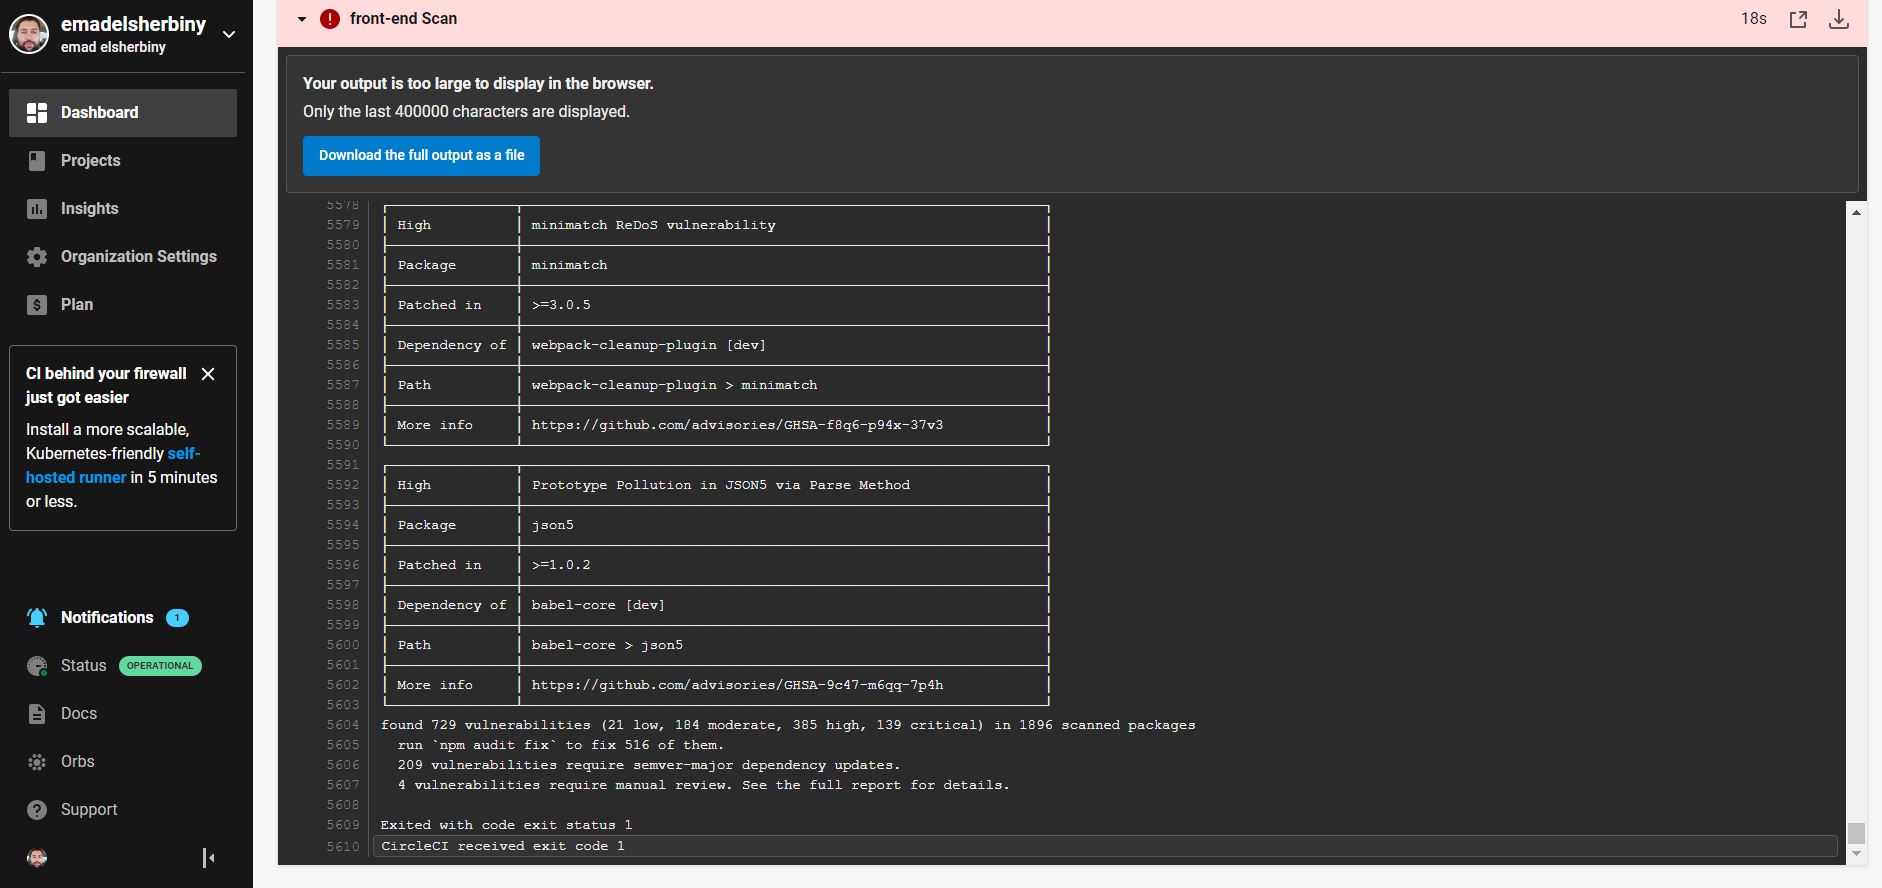 emadelsherbiny
emad elsherbiny
Dashboard
Projects
Insights
Organization Settings
Plan
CI behind your firewall
just got easier
Install a more scalable,
Kubernetes-friendly self-
hosted runner in 5 minutes
or less.
Notifications 1
Status OPERATIONAL
Docs
Orbs
Support
front-end Scan 18s
Your output is too large to display in the browser.
Only the last 400000 characters are displayed.
Download the full output as a file
5578
5579 High minimatch ReDoS vulnerability
5580
5581 Package minimatch
5582
5583 Patched in >=3.0.5
5584
5585 Dependency of webpack-cleanup-plugin [dev]
5586
5587 Path webpack-cleanup-plugin > minimatch
5588
5589 More info https://github.com/advisories/GHSA-f8q6-p94x-37v3
5590
5591
5592 High Prototype Pollution in JSON5 via Parse Method
5593
5594 Package json5
5595
5596 Patched in >=1.0.2
5597
5598 Dependency of babel-core [dev]
5599
5600 Path babel-core > json5
5601
5602 More info https://github.com/advisories/GHSA-9c47-m6qq-7p4h
5603
5604 found 729 vulnerabilities (21 low, 184 moderate, 385 high, 139 critical) in 1896 scanned packages
5605 run `npm audit fix` to fix 516 of them.
5606 209 vulnerabilities require semver-major dependency updates.
5607 4 vulnerabilities require manual review. See the full report for details.
5608
5609 Exited with code exit status 1
5610 CircleCI received exit code 1